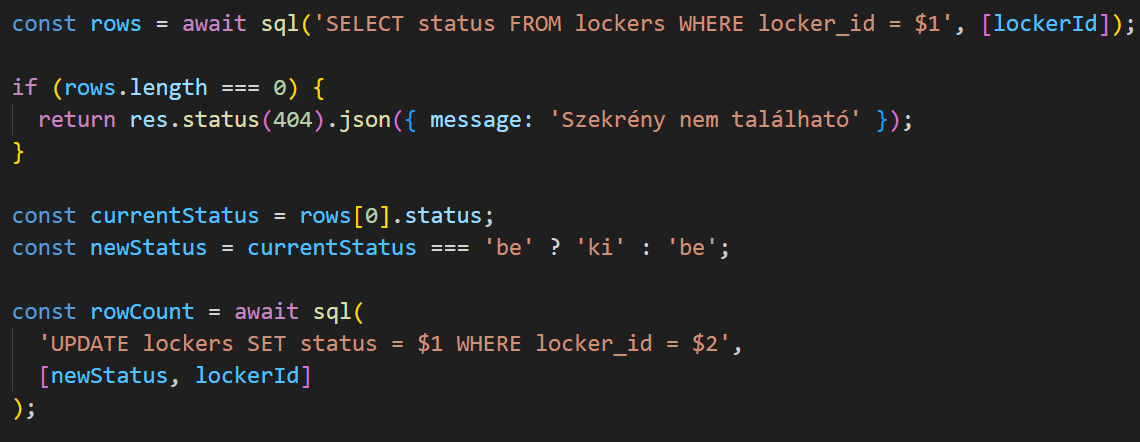 const rows = await sql('SELECT status FROM lockers WHERE locker_id = $1', [lockerId]);
if (rows.length === 0) {
return res.status(404).json({ message: 'Szekrény nem található' });
}
const currentStatus = rows[0].status;
const newStatus = currentStatus === 'be' ? 'ki' : 'be';
const rowCount = await sql(
'UPDATE lockers SET status = $1 WHERE locker_id = $2',
[newStatus, lockerId]
);